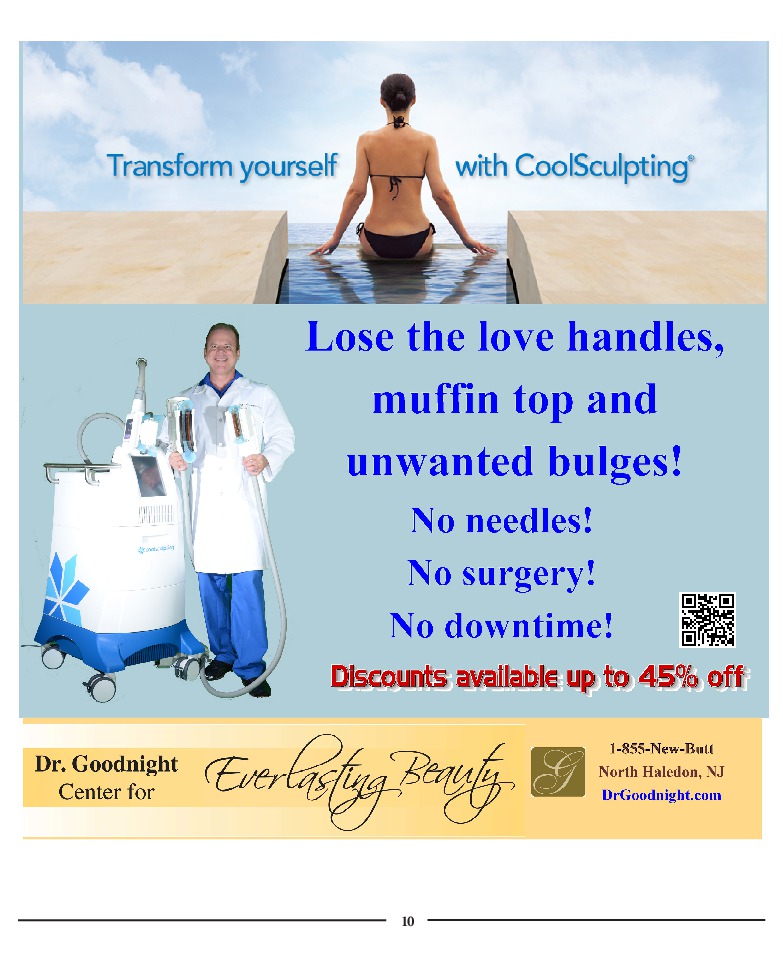 Transform yourself with CoolSculpting®
Lose the love handles,
muffin top and
unwanted bulges!
No needles!
No surgery!
No downtime!
coolsculpting
Discounts available up to 45% off
Dr. Goodnight
Center for
Everlasting Beauty
G
1-855-New-Butt
North Haledon, NJ
DrGoodnight.com
10